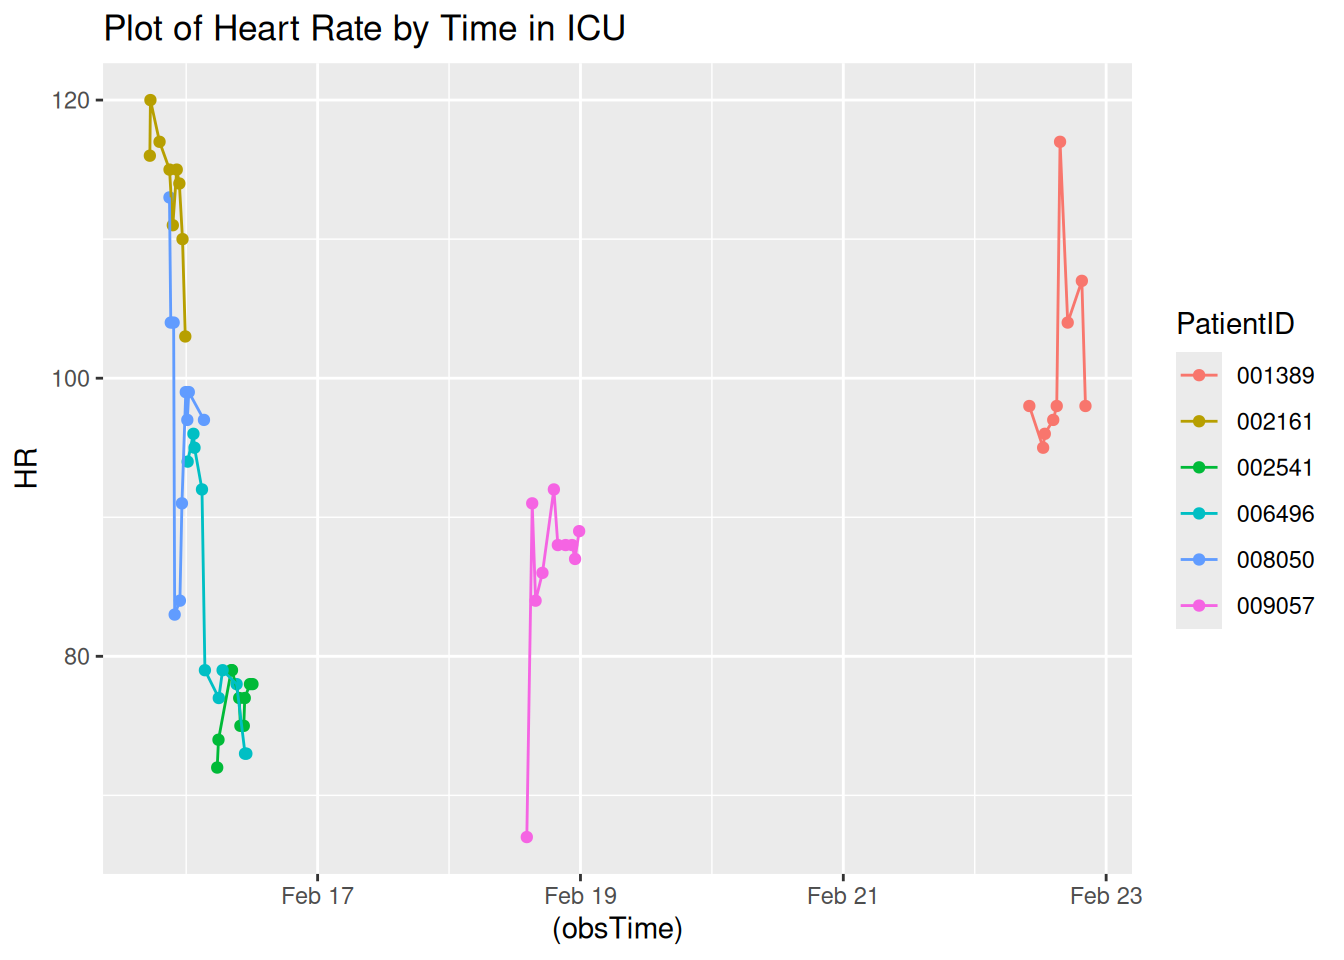 Plot of Heart Rate by Time in ICU
120
100
80
HR
Feb 17
Feb 19
Feb 21
Feb 23
(obsTime)
PatientID
001389
002161
002541
006496
008050
009057